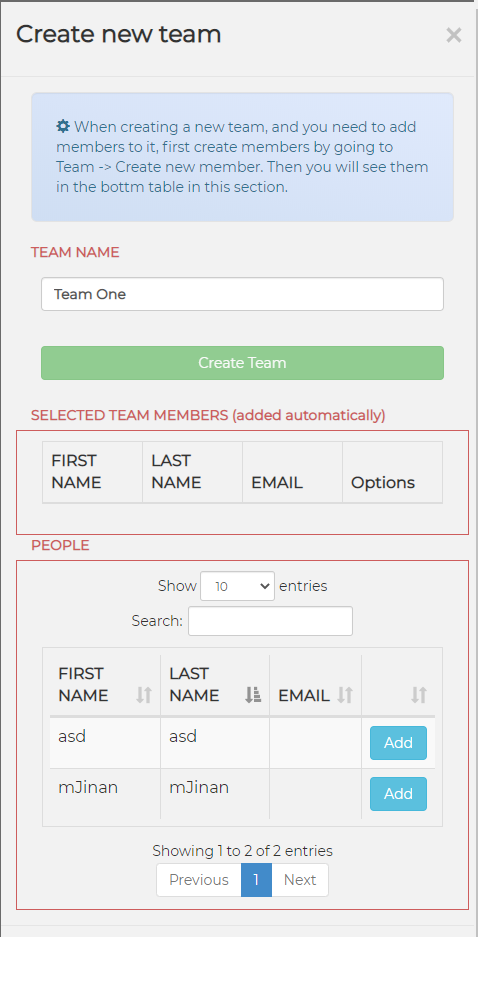 Create new team ×
When creating a new team, and you need to add
members to it, first create members by going to
Team -> Create new member. Then you will see them
in the bottm table in this section.
TEAM NAME
Team One
Create Team
SELECTED TEAM MEMBERS (added automatically)
FIRST NAME LAST NAME EMAIL Options
PEOPLE
Show 10 entries
Search:
FIRST NAME LAST NAME EMAIL
asd asd Add
mJinan mJinan Add
Showing 1 to 2 of 2 entries
Previous 1 Next